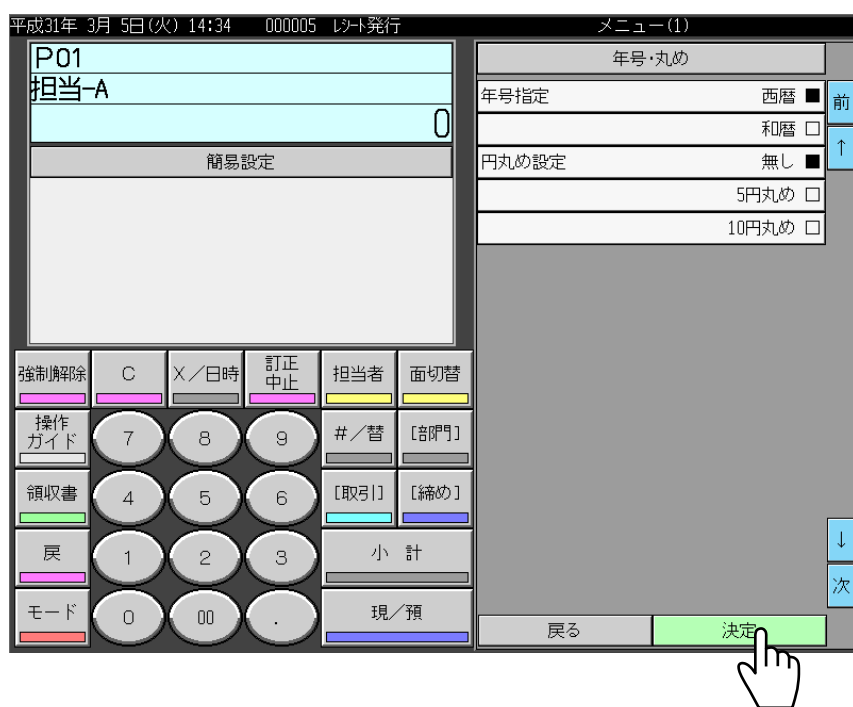 平成31年 3月 5日(火) 14:34 000005 レシート発行
メニュー(1)
P01
担当-A
0
簡易設定
年号・丸め
年号指定 西暦 ■
和暦 □
円丸め設定 無し ■
5円丸め □
10円丸め □
前
↑
↓
次
戻る
決定
強制解除 C X/日時 訂正中止 担当者 面切替
操作ガイド 7 8 9 #/替 [部門]
領収書 4 5 6 [取引] [締め]
戻 1 2 3 小 計
モード 0 00 . 現/預